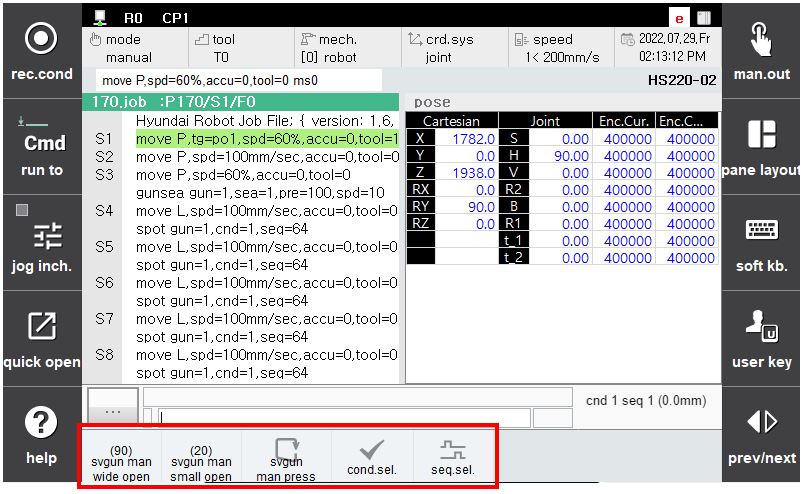 R0 CP1
e
rec.cond
mode
manual
tool
T0
mech.
[0] robot
crd.sys
joint
speed
1< 200mm/s
2022,07,29,Fr
02:13:12 PM
man.out
move P,spd=60%,accu=0,tool=0 ms0
HS220-02
170.job :P170/S1/F0
Hyundai Robot Job File; { version: 1,6,
S1 move P,tg=po1,spd=60%,accu=0,tool=1
S2 move P,spd=100mm/sec,accu=0,tool=0
S3 move P,spd=60%,accu=0,tool=0
gunsea gun=1,sea=1,pre=100,spd=10
S4 move L,spd=100mm/sec,accu=0,tool=0
spot gun=1,cnd=1,seq=64
S5 move L,spd=100mm/sec,accu=0,tool=0
spot gun=1,cnd=1,seq=64
S6 move L,spd=100mm/sec,accu=0,tool=0
spot gun=1,cnd=1,seq=64
S7 move L,spd=100mm/sec,accu=0,tool=0
spot gun=1,cnd=1,seq=64
S8 move L,spd=100mm/sec,accu=0,tool=0
spot gun=1,cnd=1,seq=64
pose
Cartesian Joint Enc.Cur. Enc.C...
X 1782.0 S 0.00 400000 400000
Y 0.0 H 90.00 400000 400000
Z 1938.0 V 0.00 400000 400000
RX 0.0 R2 0.00 400000 400000
RY 90.0 B 0.00 400000 400000
RZ 0.0 R1 0.00 400000 400000
t_1 0.00 400000 400000
t_2 0.00 400000 400000
Cmd
run to
jog inch.
quick open
help
pane layout
soft kb.
U
user key
prev/next
...
cnd 1 seq 1 (0.0mm)
(90)
svgun man
wide open
(20)
svgun man
small open
svgun
man press
cond.sel.
seq.sel.